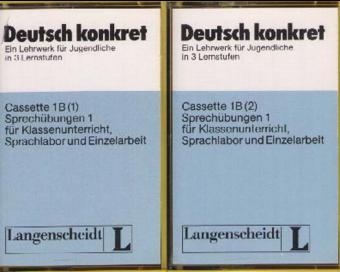 Deutsch konkret
Ein Lehrwerk für Jugendliche
in 3 Lernstufen
Cassette 1B (1)
Sprechübungen 1
für Klassenunterricht,
Sprachlabor und Einzelarbeit
Langenscheidt L
Deutsch konkret
Ein Lehrwerk für Jugendliche
in 3 Lernstufen
Cassette 1B (2)
Sprechübungen 1
für Klassenunterricht,
Sprachlabor und Einzelarbeit
Langenscheidt L